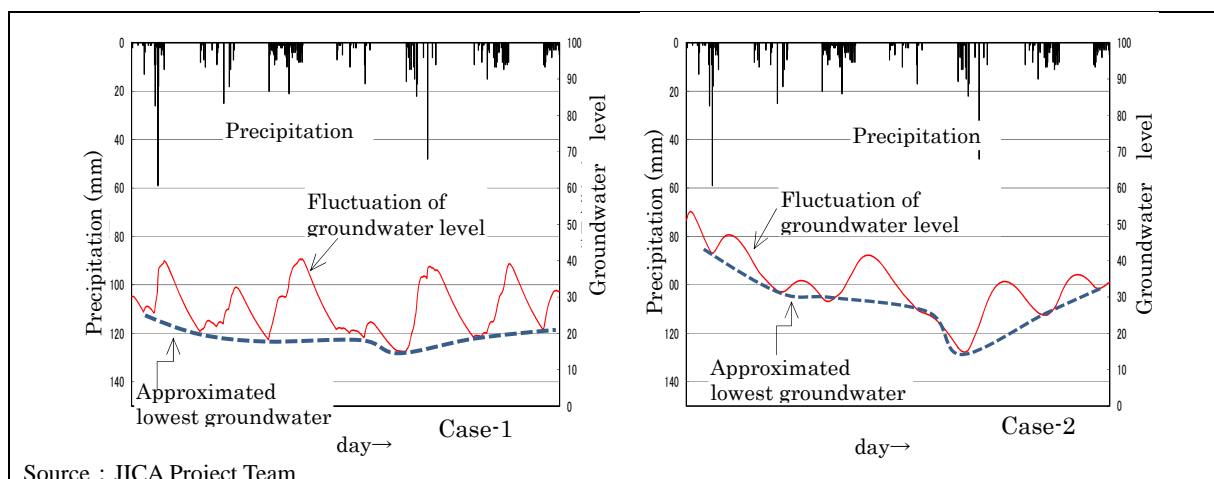 0
20
40
60
80
100
120
140
Precipitation (mm)
100
90
80
70
60
50
40
30
20
10
0
Groundwater level
Precipitation
Fluctuation of
groundwater level
Approximated
lowest groundwater
day→
Case-1
0
20
40
60
80
00
120
140
Precipitation (mm)
100
90
80
70
60
50
40
30
20
10
0
Groundwater level
Precipitation
Fluctuation of
groundwater level
Approximated
lowest groundwater
day→
Case-2
Source : JICA Project Team